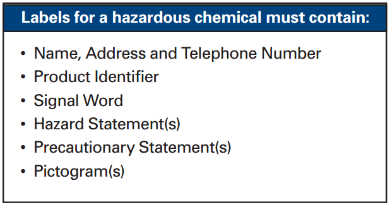 Labels for a hazardous chemical must contain:
• Name, Address and Telephone Number
• Product Identifier
• Signal Word
• Hazard Statement(s)
• Precautionary Statement(s)
• Pictogram(s)